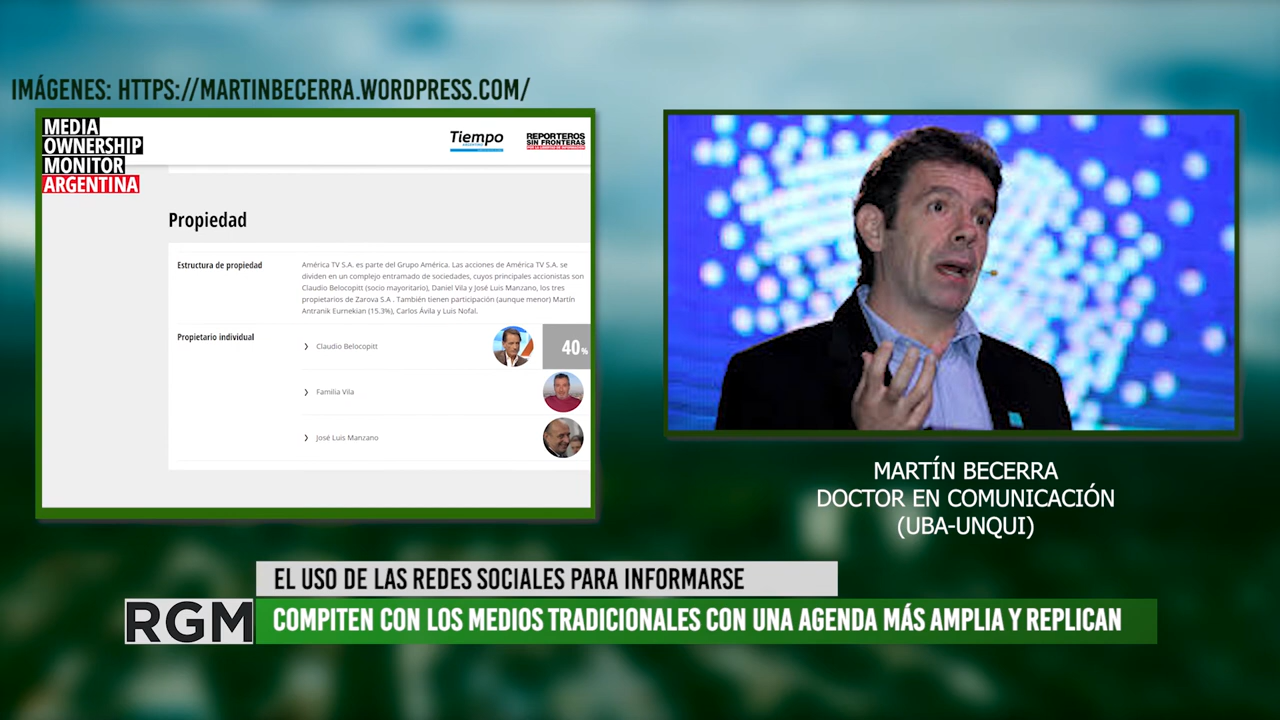 IMÁGENES: HTTPS://MARTINBECERRA.WORDPRESS.COM/
MEDIA
OWNERSHIP
MONITOR
ARGENTINA
Tiempo
ARGENTINO
REPORTEROS
SIN FRONTERAS
Propiedad
Estructura de propiedad
América TV S.A. es parte del Grupo América. Las acciones de América TV S.A. se
dividen en un complejo entramado de sociedades, cuyos principales accionistas son
Claudio Belocopitt (socio mayoritario), Daniel Vila y José Luis Manzano, los tres
propietarios de Zarova S.A . También tienen participación (aunque menor) Martín
Antranik Eurnekian (15.3%), Carlos Ávila y Luis Nofal.
Propietario individual
Claudio Belocopitt
40%
Familia Vila
José Luis Manzano
MARTÍN BECERRA
DOCTOR EN COMUNICACIÓN
(UBA-UNQUI)
EL USO DE LAS REDES SOCIALES PARA INFORMARSE
RGM
COMPITEN CON LOS MEDIOS TRADICIONALES CON UNA AGENDA MÁS AMPLIA Y REPLICAN